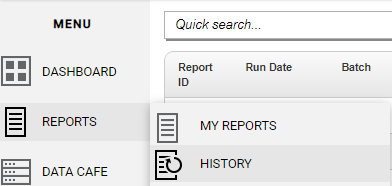 MENU
Quick search...
DASHBOARD
Report ID
Run Date
Batch
REPORTS
MY REPORTS
HISTORY
DATA CAFE